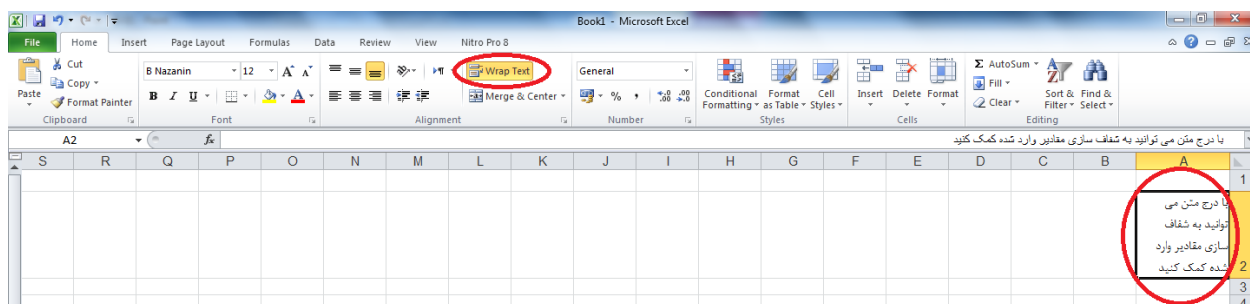 Book1 - Microsoft Excel
File Home Insert Page Layout Formulas Data Review View Nitro Pro 8
Cut
Copy
Format Painter
Paste
Clipboard
B Nazanin 12
B I U
Font
Wrap Text
Merge & Center
Alignment
General
% ,
Number
Conditional Formatting
Format as Table
Cell Styles
Styles
Insert Delete Format
Cells
Σ AutoSum
Fill
Clear
Sort & Filter
Find & Select
Editing
A2 fx با درج متن می توانید به شفاف سازی مقادیر وارد شده کمک کنید
S R Q P O N M L K J I H G F E D C B A
1
با درج متن می
توانید به شفاف
سازی مقادیر وارد
شده کمک کنید
2
3